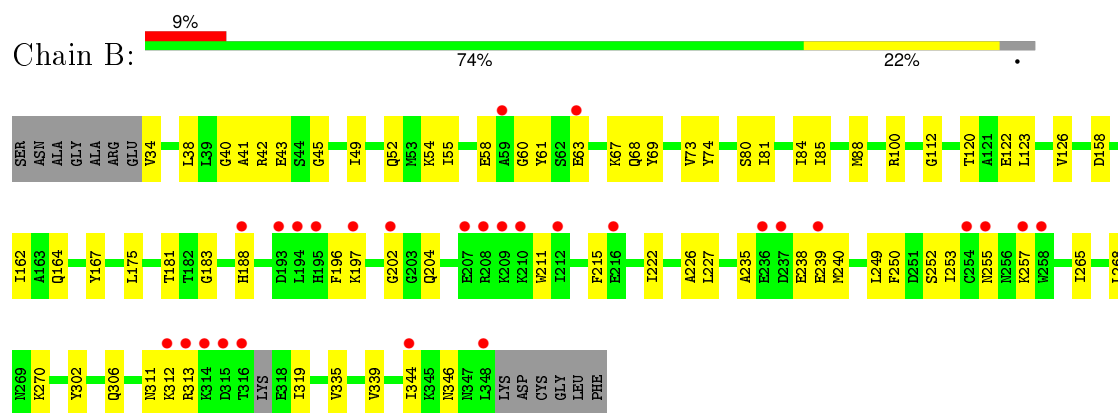 9%
Chain B:
74% 22% •
SER ASN ALA GLY ALA ARG GLU V34 L38 L39 G40 A41 R42 E43 S44 G45 I49 Q52 M53 K54 I55 E58 A59 G60 Y61 S62 E63 K67 Q68 Y69 V73 Y74 S80 I81 I84 I85 M88 R100 G112 T120 A121 E122 L123 V126 D158
I162 A163 Q164 Y167 L175 T181 T182 G183 H188 D193 L194 H195 F196 K197 G202 G203 Q204 E207 R208 K209 K210 W211 I212 F215 E216 I222 A226 L227 A235 E236 D237 E238 E239 M240 L249 F250 D251 S252 I253 C254 N255 N256 K257 W258 I265
N269 K270 Y302 Q306 N311 K312 R313 K314 D315 T316 LYS E318 I319 V335 V339 I344 K345 N346 N347 L348 LYS ASP CYS GLY LEU PHE